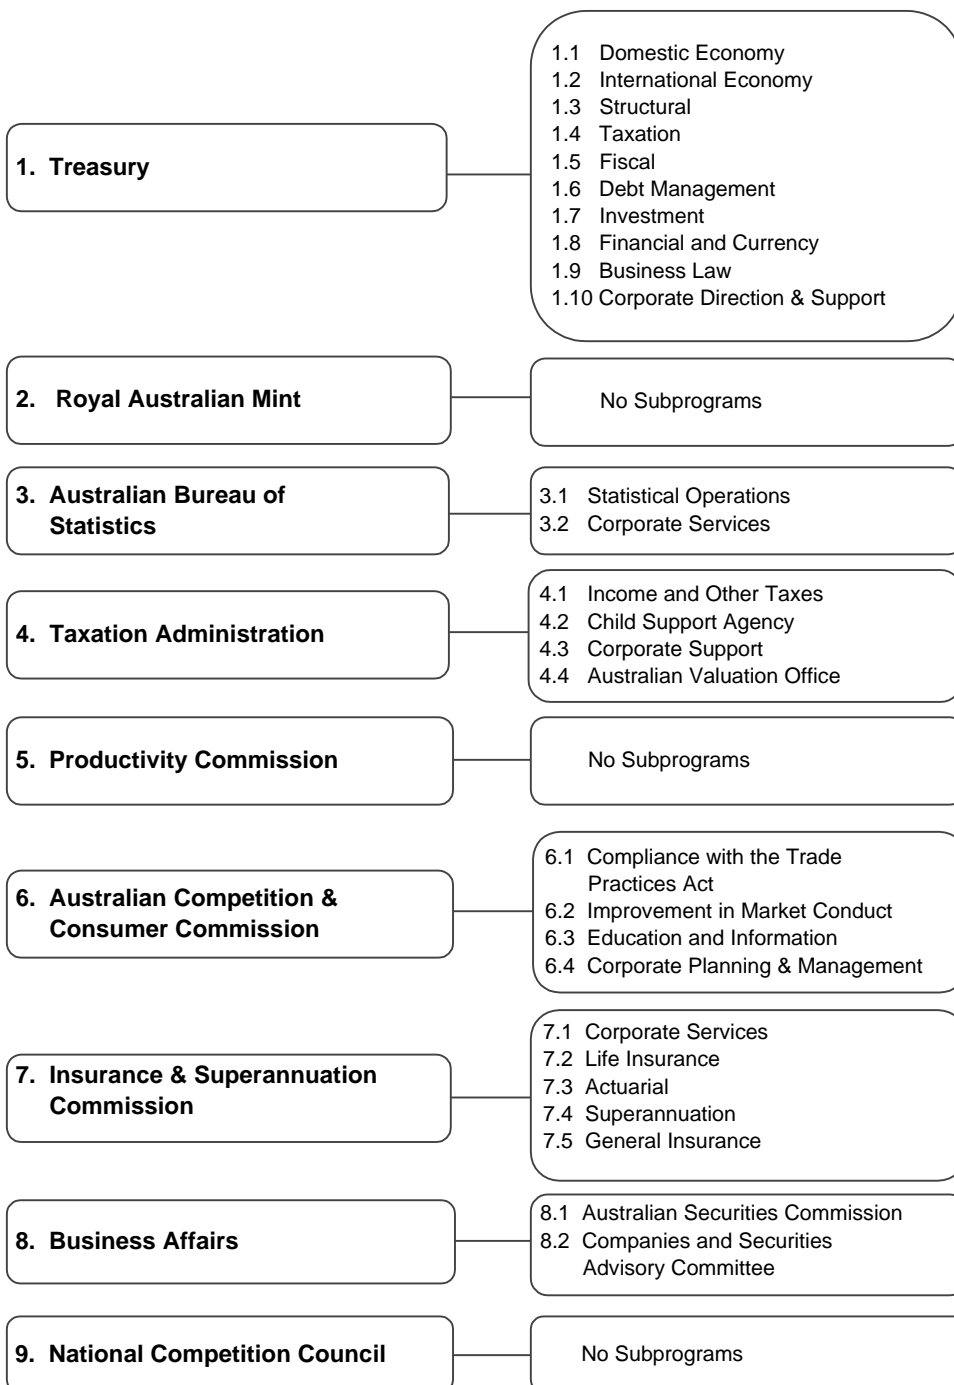 1. Treasury
1.1 Domestic Economy
1.2 International Economy
1.3 Structural
1.4 Taxation
1.5 Fiscal
1.6 Debt Management
1.7 Investment
1.8 Financial and Currency
1.9 Business Law
1.10 Corporate Direction & Support
2. Royal Australian Mint
No Subprograms
3. Australian Bureau of
Statistics
3.1 Statistical Operations
3.2 Corporate Services
4. Taxation Administration
4.1 Income and Other Taxes
4.2 Child Support Agency
4.3 Corporate Support
4.4 Australian Valuation Office
5. Productivity Commission
No Subprograms
6. Australian Competition &
Consumer Commission
6.1 Compliance with the Trade
Practices Act
6.2 Improvement in Market Conduct
6.3 Education and Information
6.4 Corporate Planning & Management
7. Insurance & Superannuation
Commission
7.1 Corporate Services
7.2 Life Insurance
7.3 Actuarial
7.4 Superannuation
7.5 General Insurance
8. Business Affairs
8.1 Australian Securities Commission
8.2 Companies and Securities
Advisory Committee
9. National Competition Council
No Subprograms